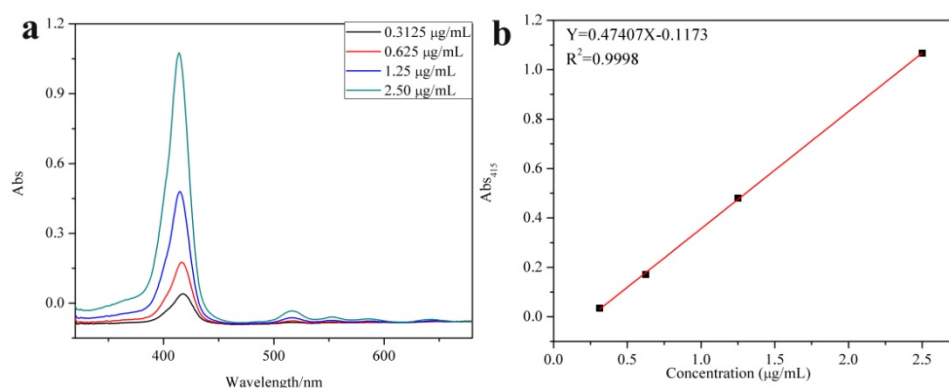 a
1.2
0.9
0.6
0.3
0.0
Abs
400
500
600
Wavelength/nm
0.3125 μg/mL
0.625 μg/mL
1.25 μg/mL
2.50 μg/mL
b
Y=0.47407X-0.1173
R²=0.9998
1.2
1.0
0.8
0.6
0.4
0.2
0.0
Abs₄₁₅
0.0
0.5
1.0
1.5
2.0
2.5
Concentration (μg/mL)